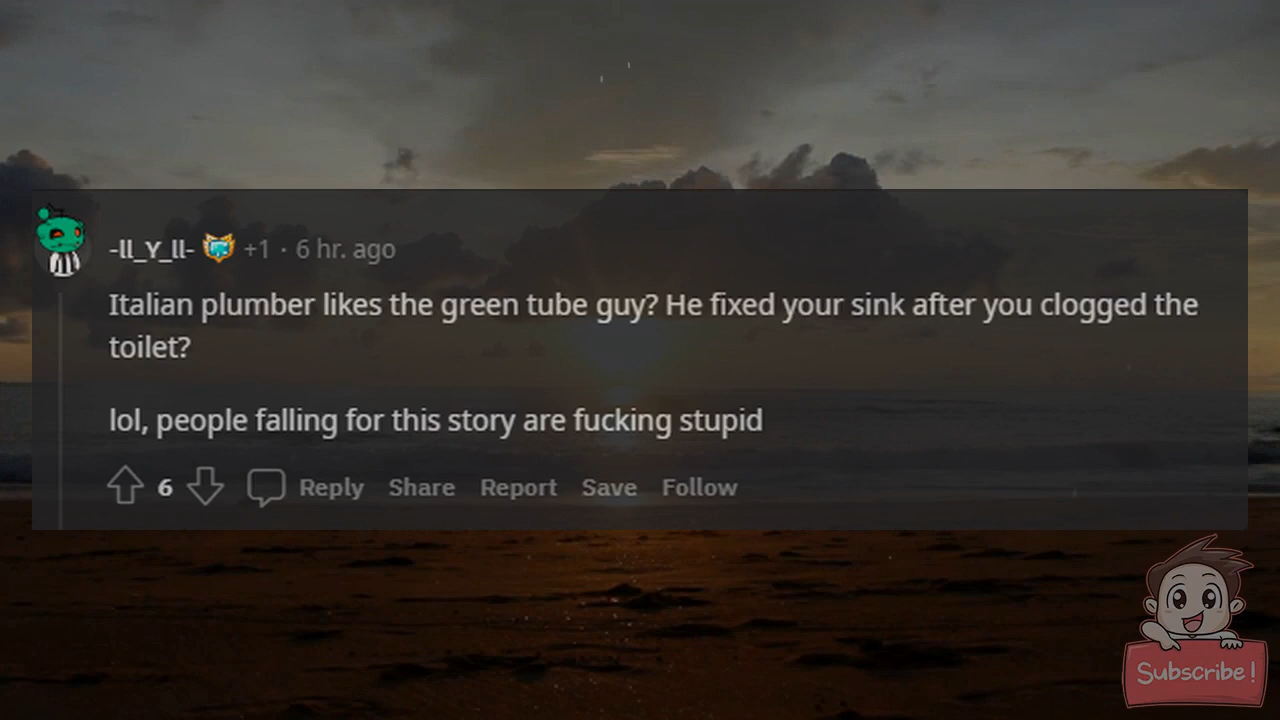 -ll_Y_ll- +1 · 6 hr. ago
Italian plumber likes the green tube guy? He fixed your sink after you clogged the
toilet?
lol, people falling for this story are fucking stupid
6 Reply Share Report Save Follow
Subscribe!